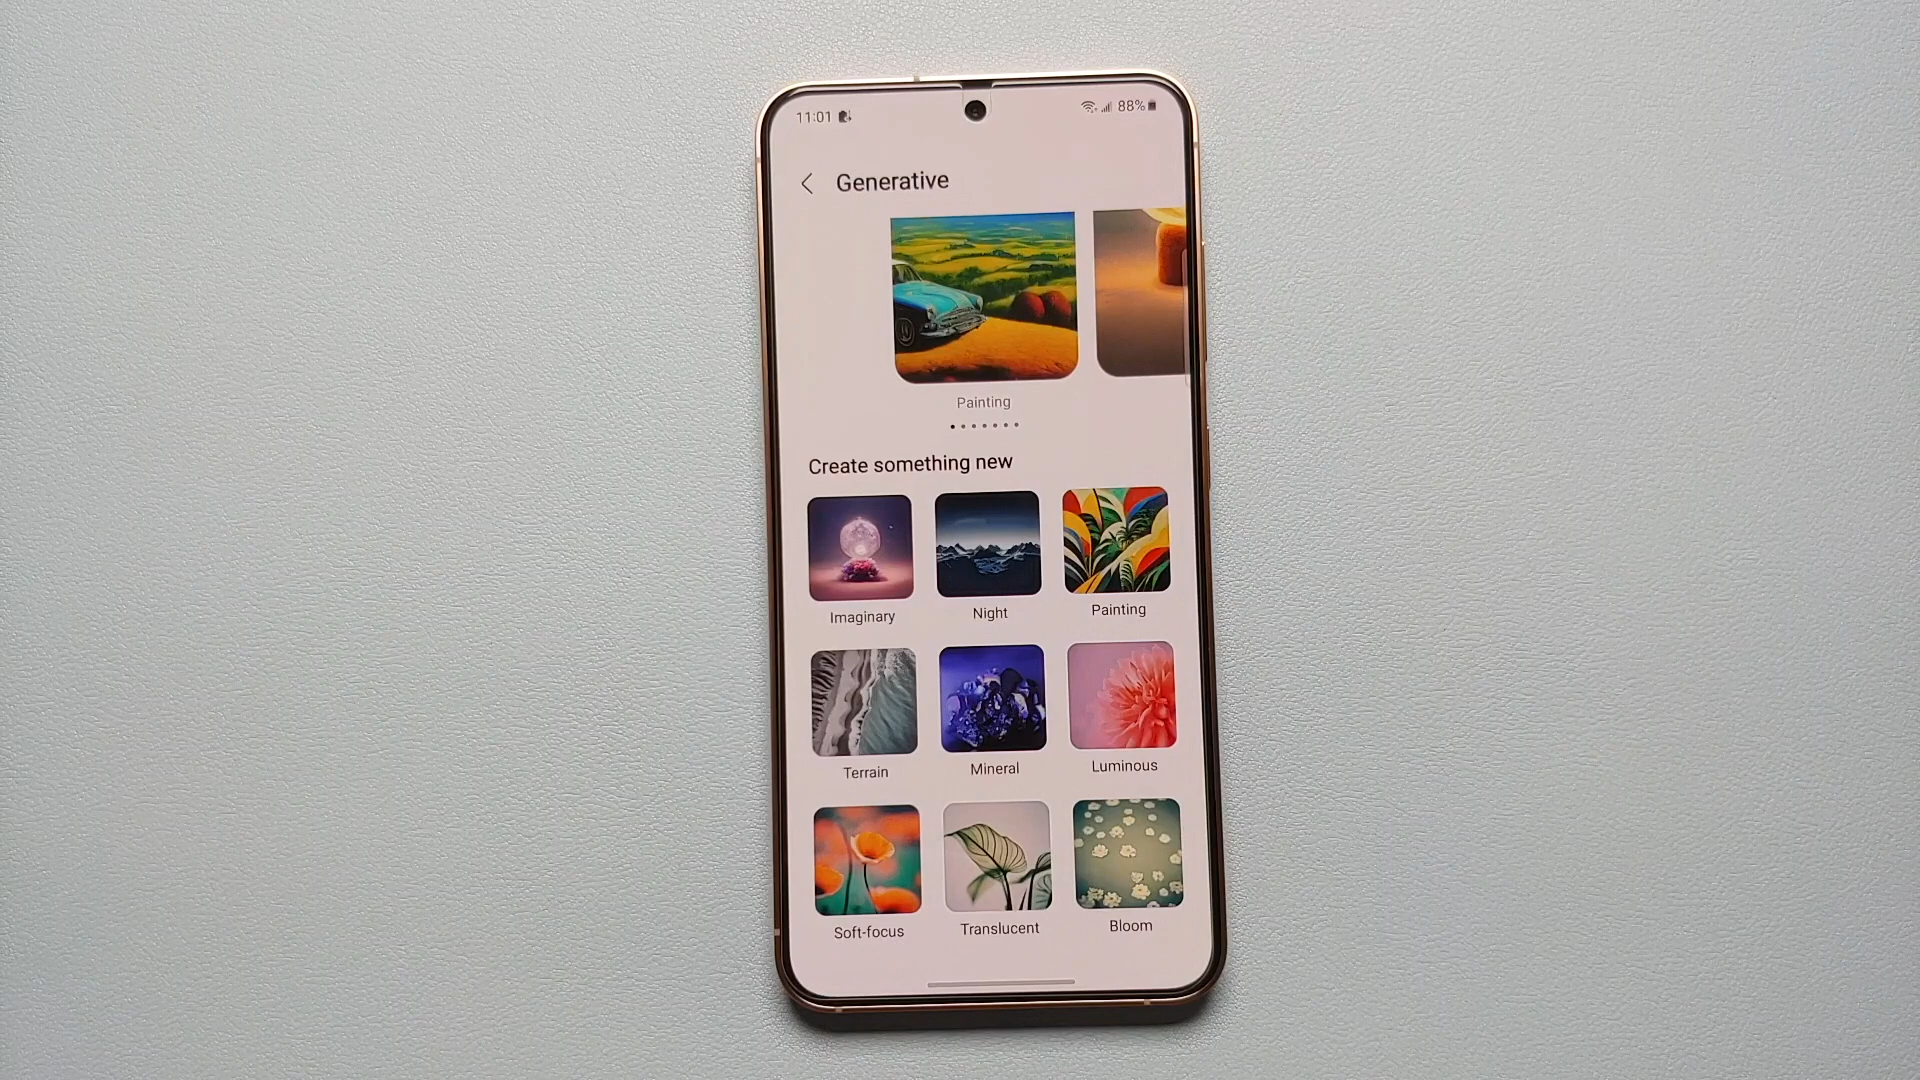 11:01
88%
Generative
Painting
Create something new
Imaginary
Night
Painting
Terrain
Mineral
Luminous
Soft-focus
Translucent
Bloom